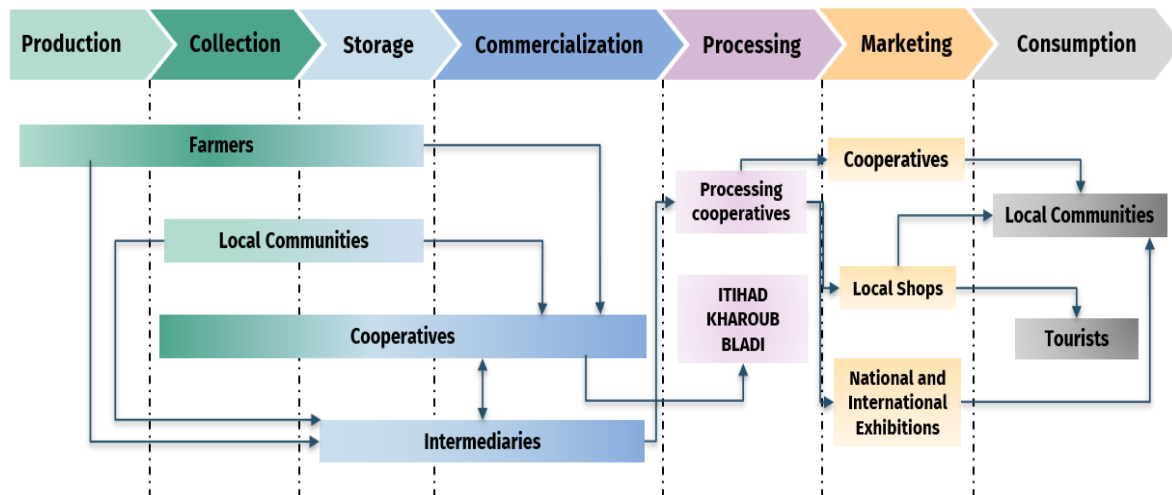 Production
Collection
Storage
Commercialization
Processing
Marketing
Consumption
Farmers
Cooperatives
Processing
cooperatives
Local Communities
Local Communities
Local Shops
ITIHAD
KHAROUB
BLADI
Cooperatives
Tourists
National and
International
Exhibitions
Intermediaries